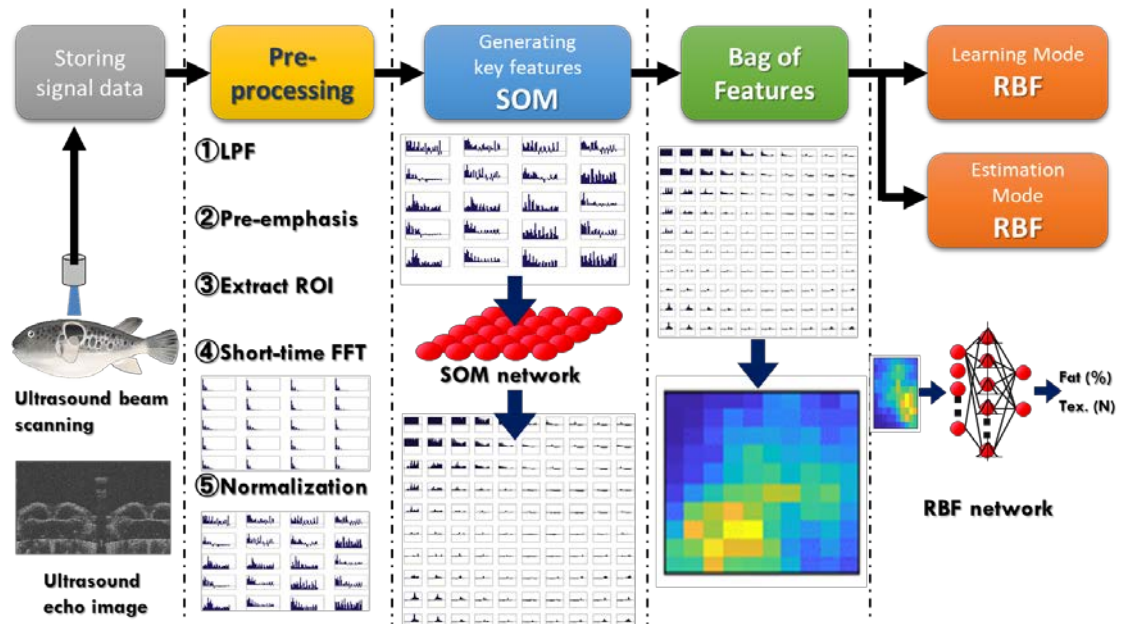 Storing
signal data
Ultrasound beam
scanning
Ultrasound
echo image
Pre-
processing
①LPF
②Pre-emphasis
③Extract ROI
④Short-time FFT
⑤Normalization
Generating
key features
SOM
SOM network
Bag of
Features
Learning Mode
RBF
Estimation
Mode
RBF
Fat (%)
Tex. (N)
RBF network